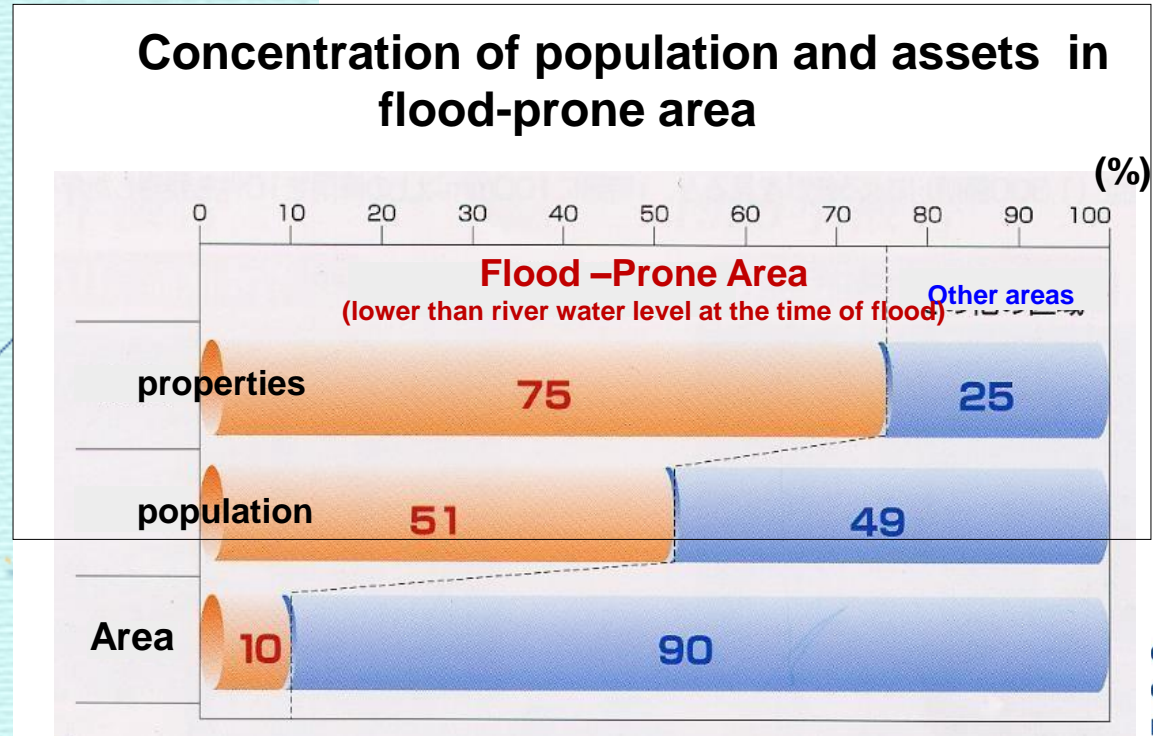 Concentration of population and assets in
flood-prone area
(%)
0 10 20 30 40 50 60 70 80 90 100
Flood –Prone Area
Other areas
(lower than river water level at the time of flood)
properties
75 25
population
51 49
Area
10 90